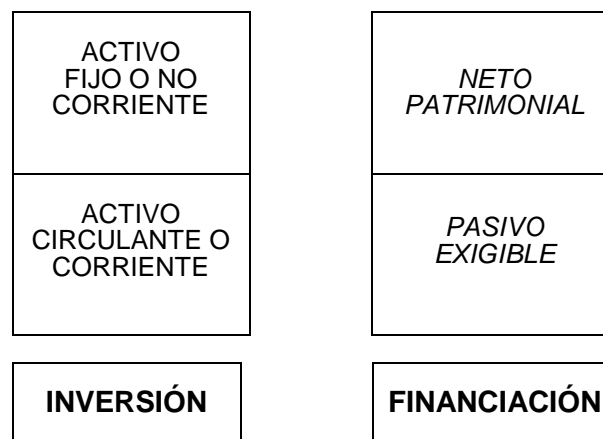 ACTIVO
FIJO O NO
CORRIENTE
NETO
PATRIMONIAL
ACTIVO
CIRCULANTE O
CORRIENTE
PASIVO
EXIGIBLE
INVERSIÓN
FINANCIACIÓN